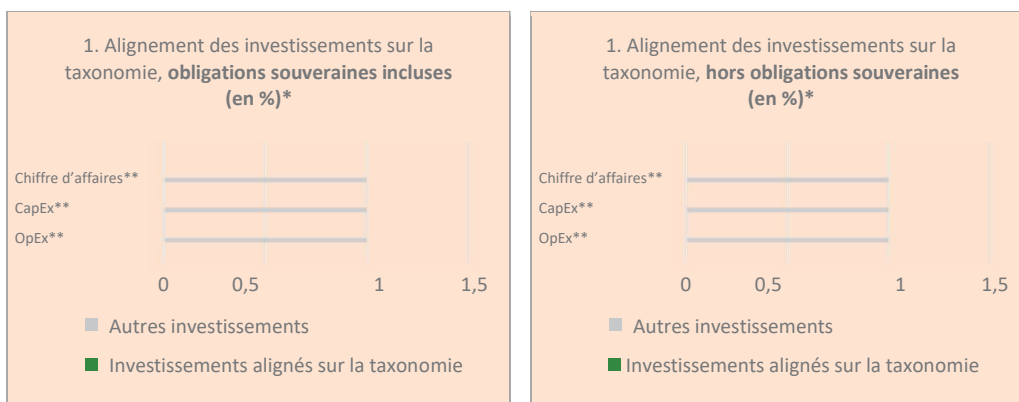 1. Alignement des investissements sur la
taxonomie, obligations souveraines incluses
(en %)*
Chiffre d'affaires**
CapEx**
OpEx**
0 0,5 1 1,5
Autres investissements
Investissements alignés sur la taxonomie
1. Alignement des investissements sur la
taxonomie, hors obligations souveraines
(en %)*
Chiffre d'affaires**
CapEx**
OpEx**
0 0,5 1 1,5
Autres investissements
Investissements alignés sur la taxonomie